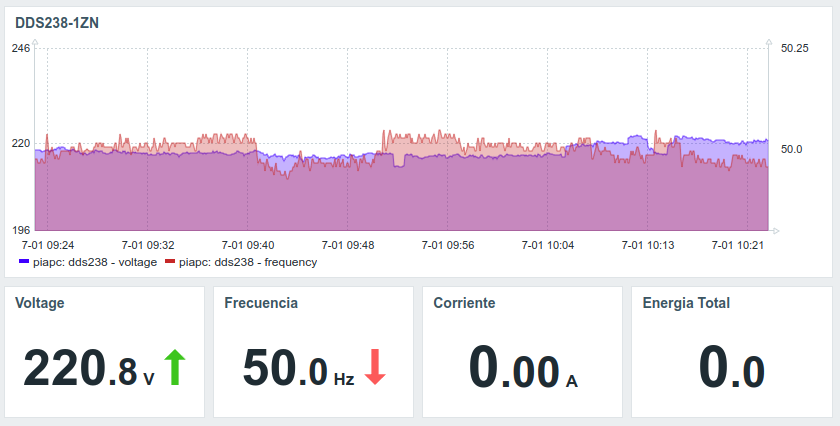 DDS238-1ZN
246 50.25
220 50.0
196
7-01 09:24 7-01 09:32 7-01 09:40 7-01 09:48 7-01 09:56 7-01 10:04 7-01 10:13 7-01 10:21
piapc: dds238 - voltage piapc: dds238 - frequency
Voltage Frecuencia Corriente Energia Total
220.8 V 50.0 Hz 0.00 A 0.0